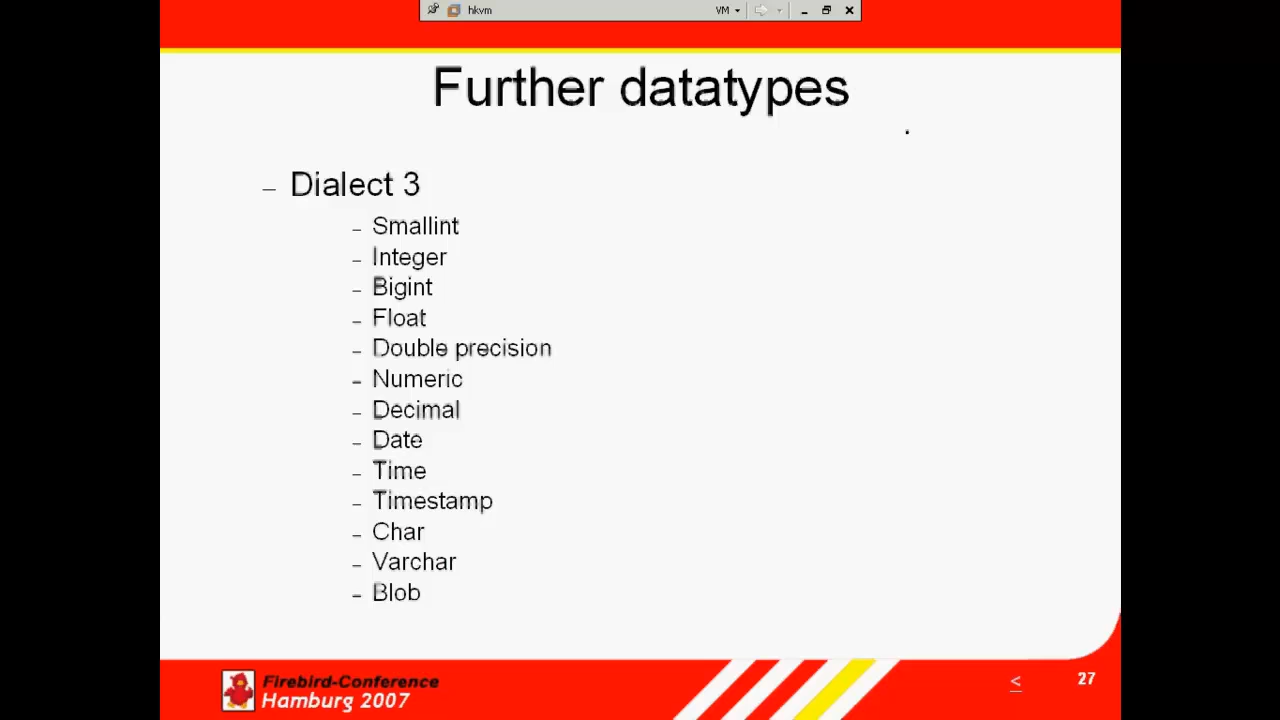 hkvm VM
Further datatypes
– Dialect 3
– Smallint
– Integer
– Bigint
– Float
– Double precision
– Numeric
– Decimal
– Date
– Time
– Timestamp
– Char
– Varchar
– Blob
Firebird-Conference
Hamburg 2007
< 27